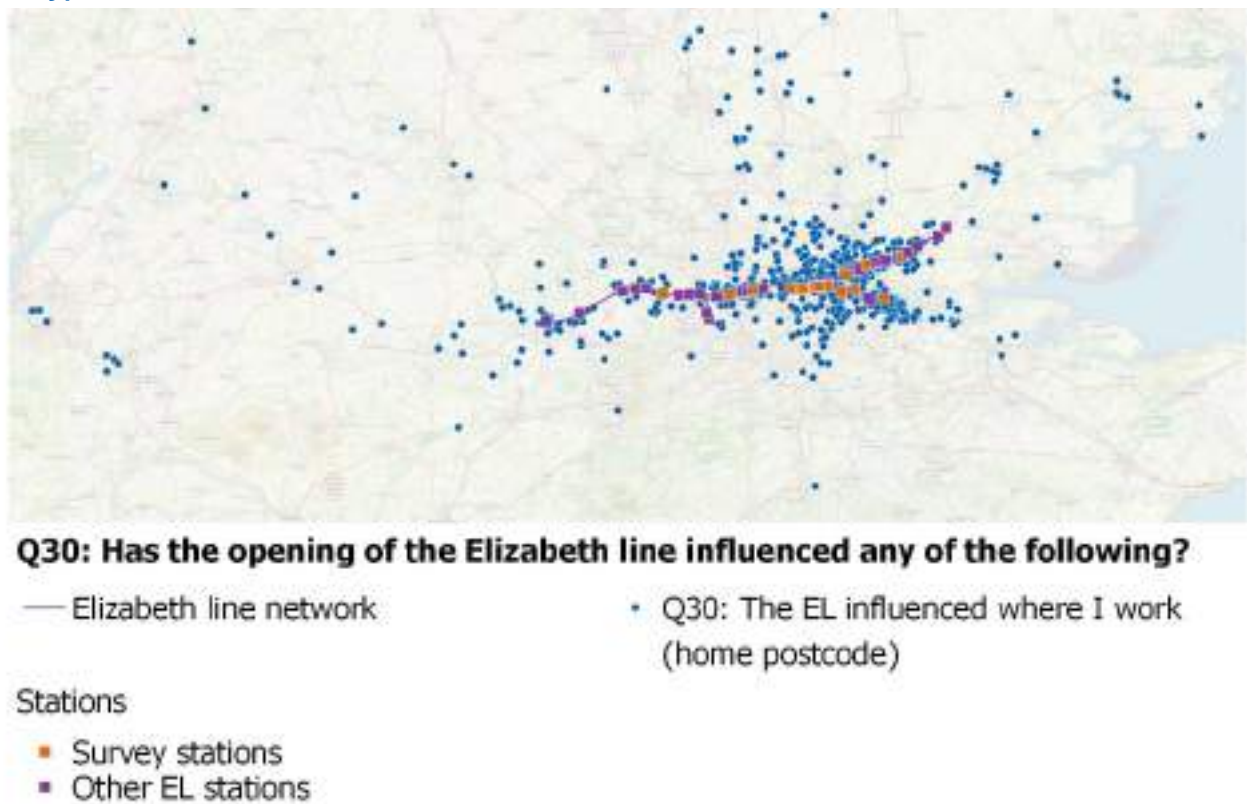 Q30: Has the opening of the Elizabeth line influenced any of the following?
Elizabeth line network
Q30: The EL influenced where I work
(home postcode)
Stations
Survey stations
Other EL stations